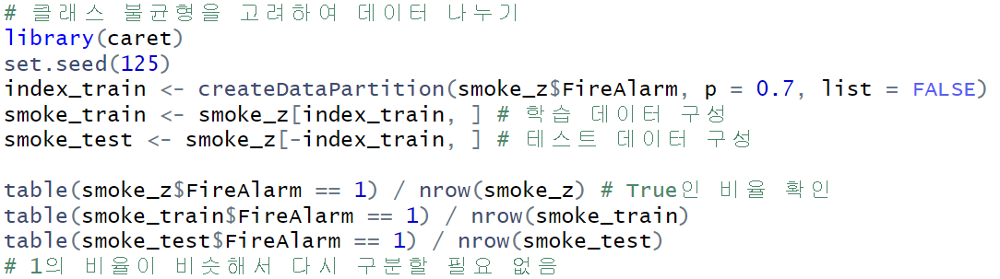 # 클래스 불균형을 고려하여 데이터 나누기
library(caret)
set.seed(125)
index_train <- createDataPartition(smoke_z$FireAlarm, p = 0.7, list = FALSE)
smoke_train <- smoke_z[index_train, ] # 학습 데이터 구성
smoke_test <- smoke_z[-index_train, ] # 테스트 데이터 구성

table(smoke_z$FireAlarm == 1) / nrow(smoke_z) # True인 비율 확인
table(smoke_train$FireAlarm == 1) / nrow(smoke_train)
table(smoke_test$FireAlarm == 1) / nrow(smoke_test)
# 1의 비율이 비슷해서 다시 구분할 필요 없음